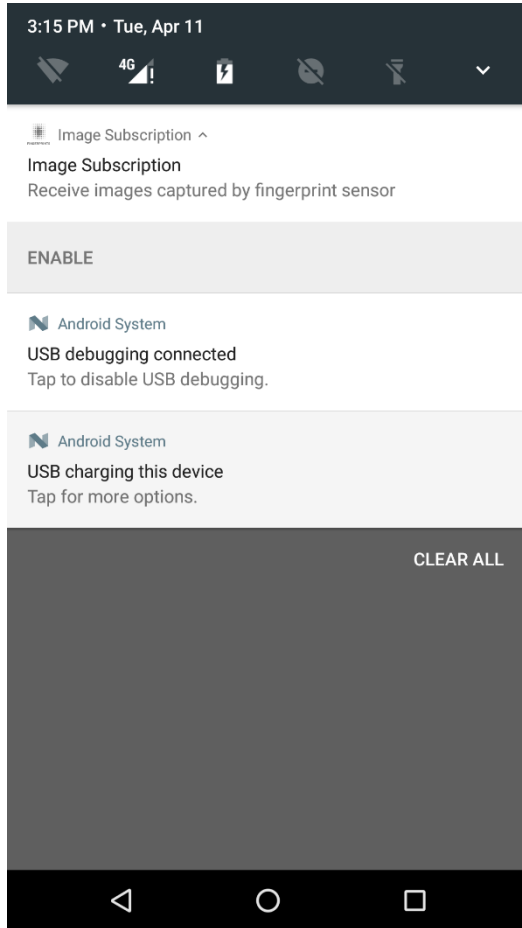 3:15 PM • Tue, Apr 11
4G
Image Subscription
Image Subscription
Receive images captured by fingerprint sensor
ENABLE
Android System
USB debugging connected
Tap to disable USB debugging.
Android System
USB charging this device
Tap for more options.
CLEAR ALL